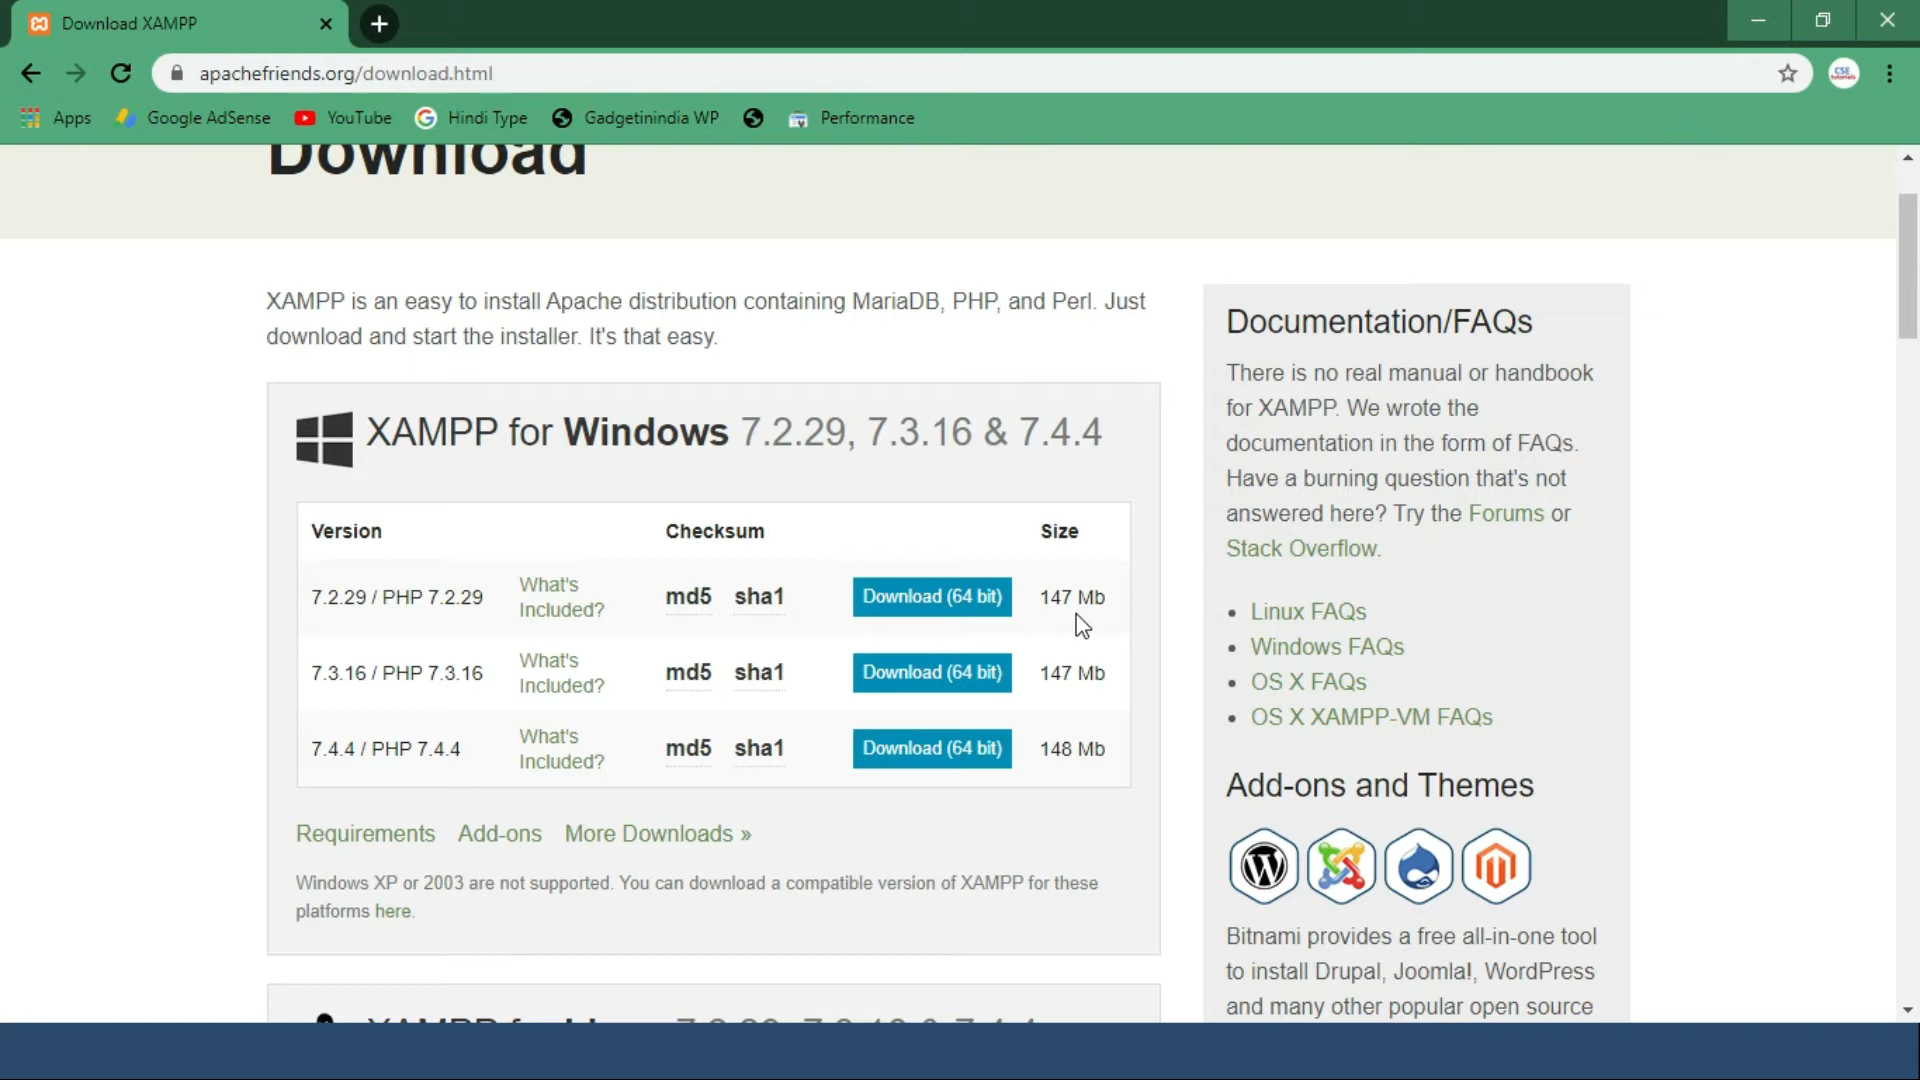 Download XAMPP
apachefriends.org/download.html
CSE
Apps
Google AdSense
YouTube
Hindi Type
Gadgetinindia WP
Performance
Download
XAMPP is an easy to install Apache distribution containing MariaDB, PHP, and Perl. Just
download and start the installer. It's that easy.
XAMPP for Windows 7.2.29, 7.3.16 & 7.4.4
Version Checksum Size
7.2.29 / PHP 7.2.29 What's Included? md5 sha1 Download (64 bit) 147 Mb
7.3.16 / PHP 7.3.16 What's Included? md5 sha1 Download (64 bit) 147 Mb
7.4.4 / PHP 7.4.4 What's Included? md5 sha1 Download (64 bit) 148 Mb
Requirements Add-ons More Downloads »
Windows XP or 2003 are not supported. You can download a compatible version of XAMPP for these
platforms here.
Documentation/FAQs
There is no real manual or handbook
for XAMPP. We wrote the
documentation in the form of FAQs.
Have a burning question that's not
answered here? Try the Forums or
Stack Overflow.
Linux FAQs
Windows FAQs
OS X FAQs
OS X XAMPP-VM FAQs
Add-ons and Themes
Bitnami provides a free all-in-one tool
to install Drupal, Joomla!, WordPress
and many other popular open source